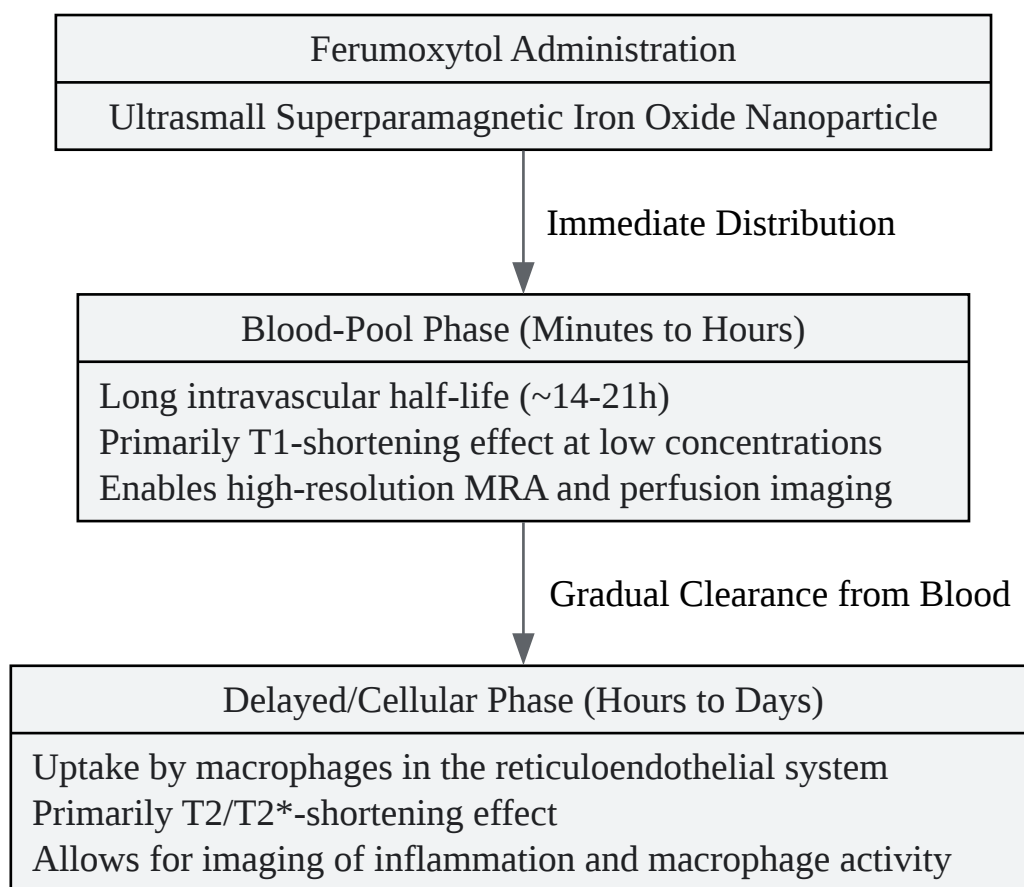 Ferumoxytol Administration
Ultrasmall Superparamagnetic Iron Oxide Nanoparticle
Immediate Distribution
Blood-Pool Phase (Minutes to Hours)
Long intravascular half-life (~14-21h)
Primarily T1-shortening effect at low concentrations
Enables high-resolution MRA and perfusion imaging
Gradual Clearance from Blood
Delayed/Cellular Phase (Hours to Days)
Uptake by macrophages in the reticuloendothelial system
Primarily T2/T2*-shortening effect
Allows for imaging of inflammation and macrophage activity